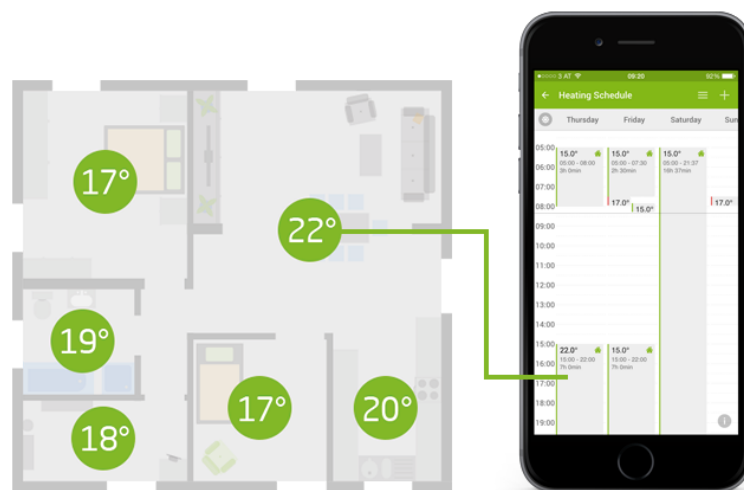 17°
22°
19°
17°
20°
18°
3 AT
09:20
92%
Heating Schedule
Thursday Friday Saturday Sun
05:00
06:00
07:00
08:00
09:00
10:00
11:00
12:00
13:00
14:00
15:00
16:00
17:00
18:00
19:00
15.0°
05:00 - 08:00
3h 0min
15.0°
05:00 - 07:30
2h 30min
15.0°
05:00 - 21:37
16h 37min
17.0°
15.0°
17.0°
22.0°
15:00 - 22:00
7h 0min
15.0°
15:00 - 22:00
7h 0min